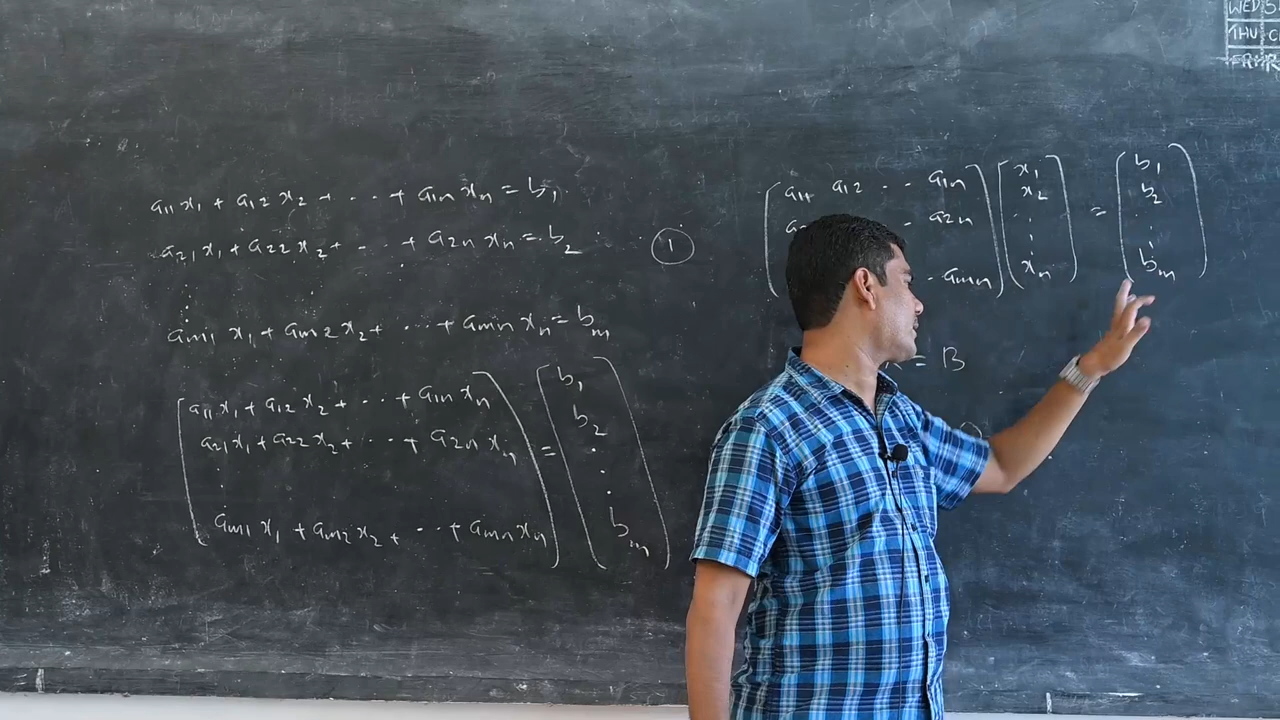 a11 x1 + a12 x2 + ... + a1n xn = b1
a21 x1 + a22 x2 + ... + a2n xn = b2
⋮
am1 x1 + am2 x2 + ... + amn xn = bm
①
a11 x1 + a12 x2 + ... + a1n xn = b1
a21 x1 + a22 x2 + ... + a2n xn b2
⋮
am1 x1 + am2 x2 + ... + amn xn bm
a11 a12 ... a1n x1 = b1
a2n x2 b2
amn xn bm
= B
WED
THU
FRI